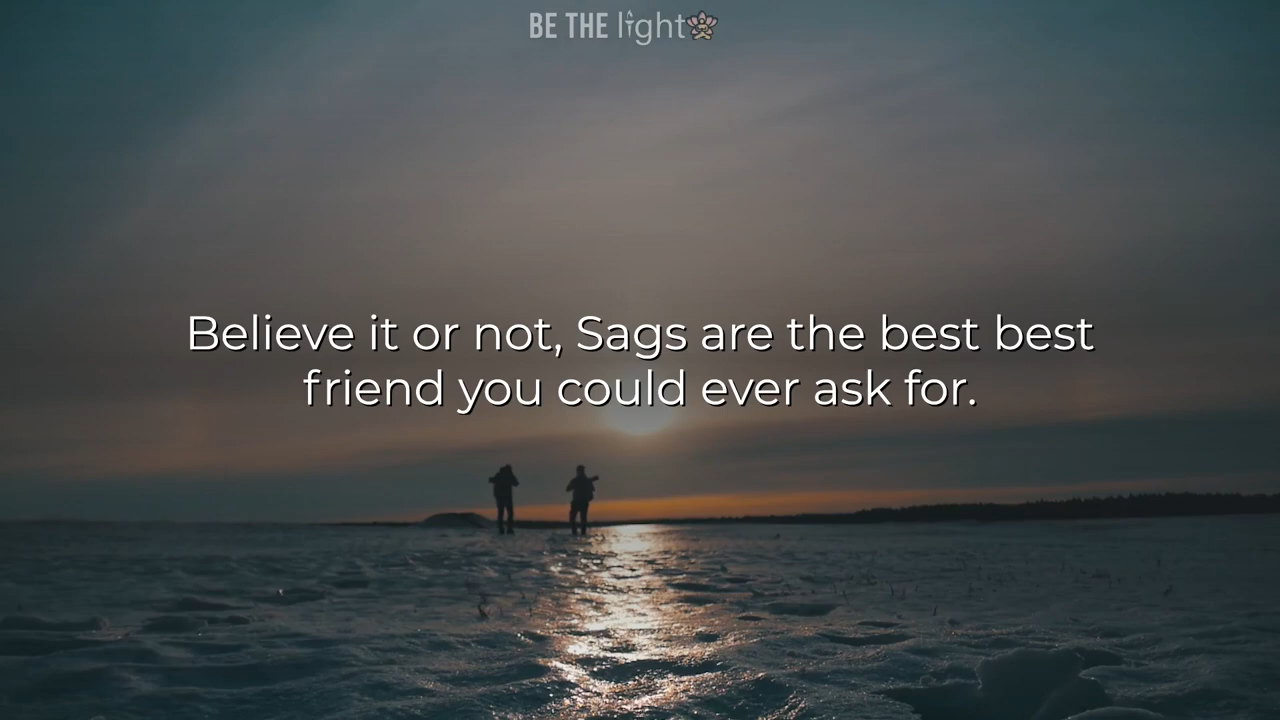 BE THE light
Believe it or not, Sags are the best best
friend you could ever ask for.